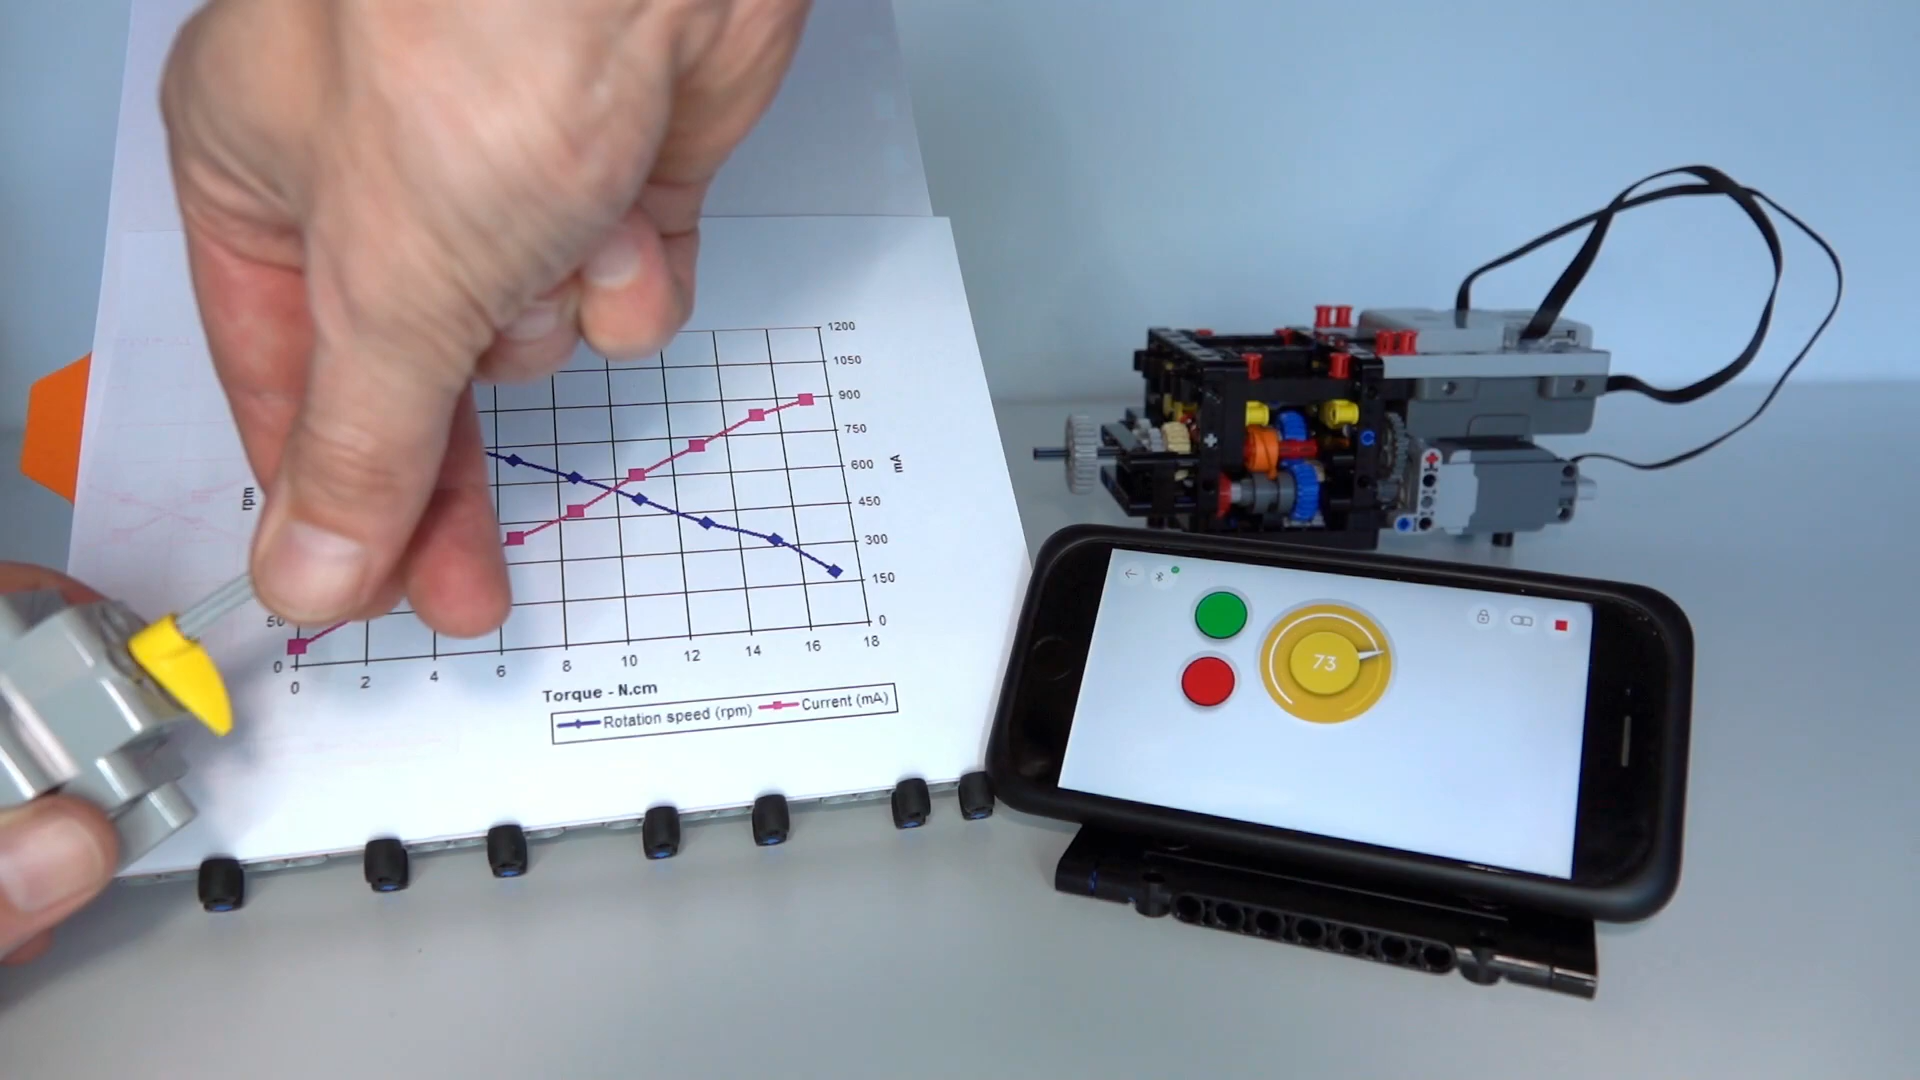 1200
1050
900
750
600
450
300
150
0
mA
rpm
50
0
0 2 4 6 8 10 12 14 16 18
Torque - N.cm
Rotation speed (rpm) Current (mA)
73